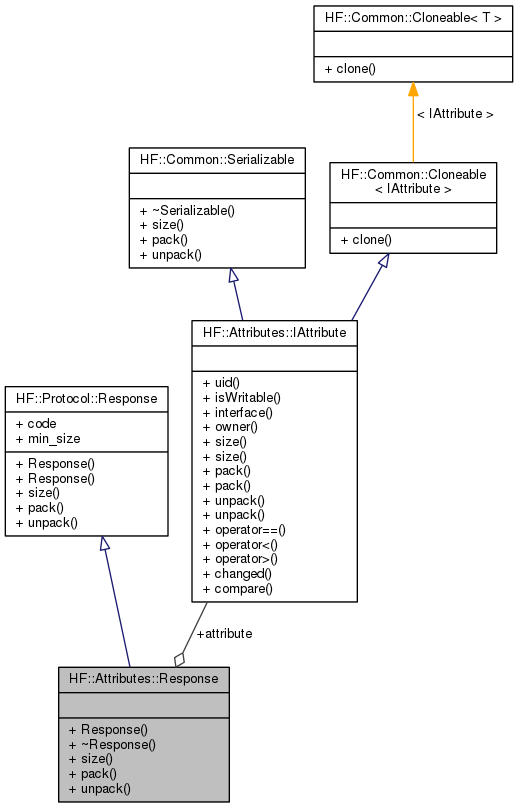 HF::Common::Cloneable< T >
+ clone()
< IAttribute >
HF::Common::Serializable
+ ~Serializable()
+ size()
+ pack()
+ unpack()
HF::Common::Cloneable
< IAttribute >
+ clone()
HF::Attributes::IAttribute
+ uid()
+ isWritable()
+ interface()
+ owner()
+ size()
+ size()
+ pack()
+ pack()
+ unpack()
+ unpack()
+ operator==()
+ operator<()
+ operator>()
+ changed()
+ compare()
HF::Protocol::Response
+ code
+ min_size
+ Response()
+ Response()
+ size()
+ pack()
+ unpack()
+attribute
HF::Attributes::Response
+ Response()
+ ~Response()
+ size()
+ pack()
+ unpack()